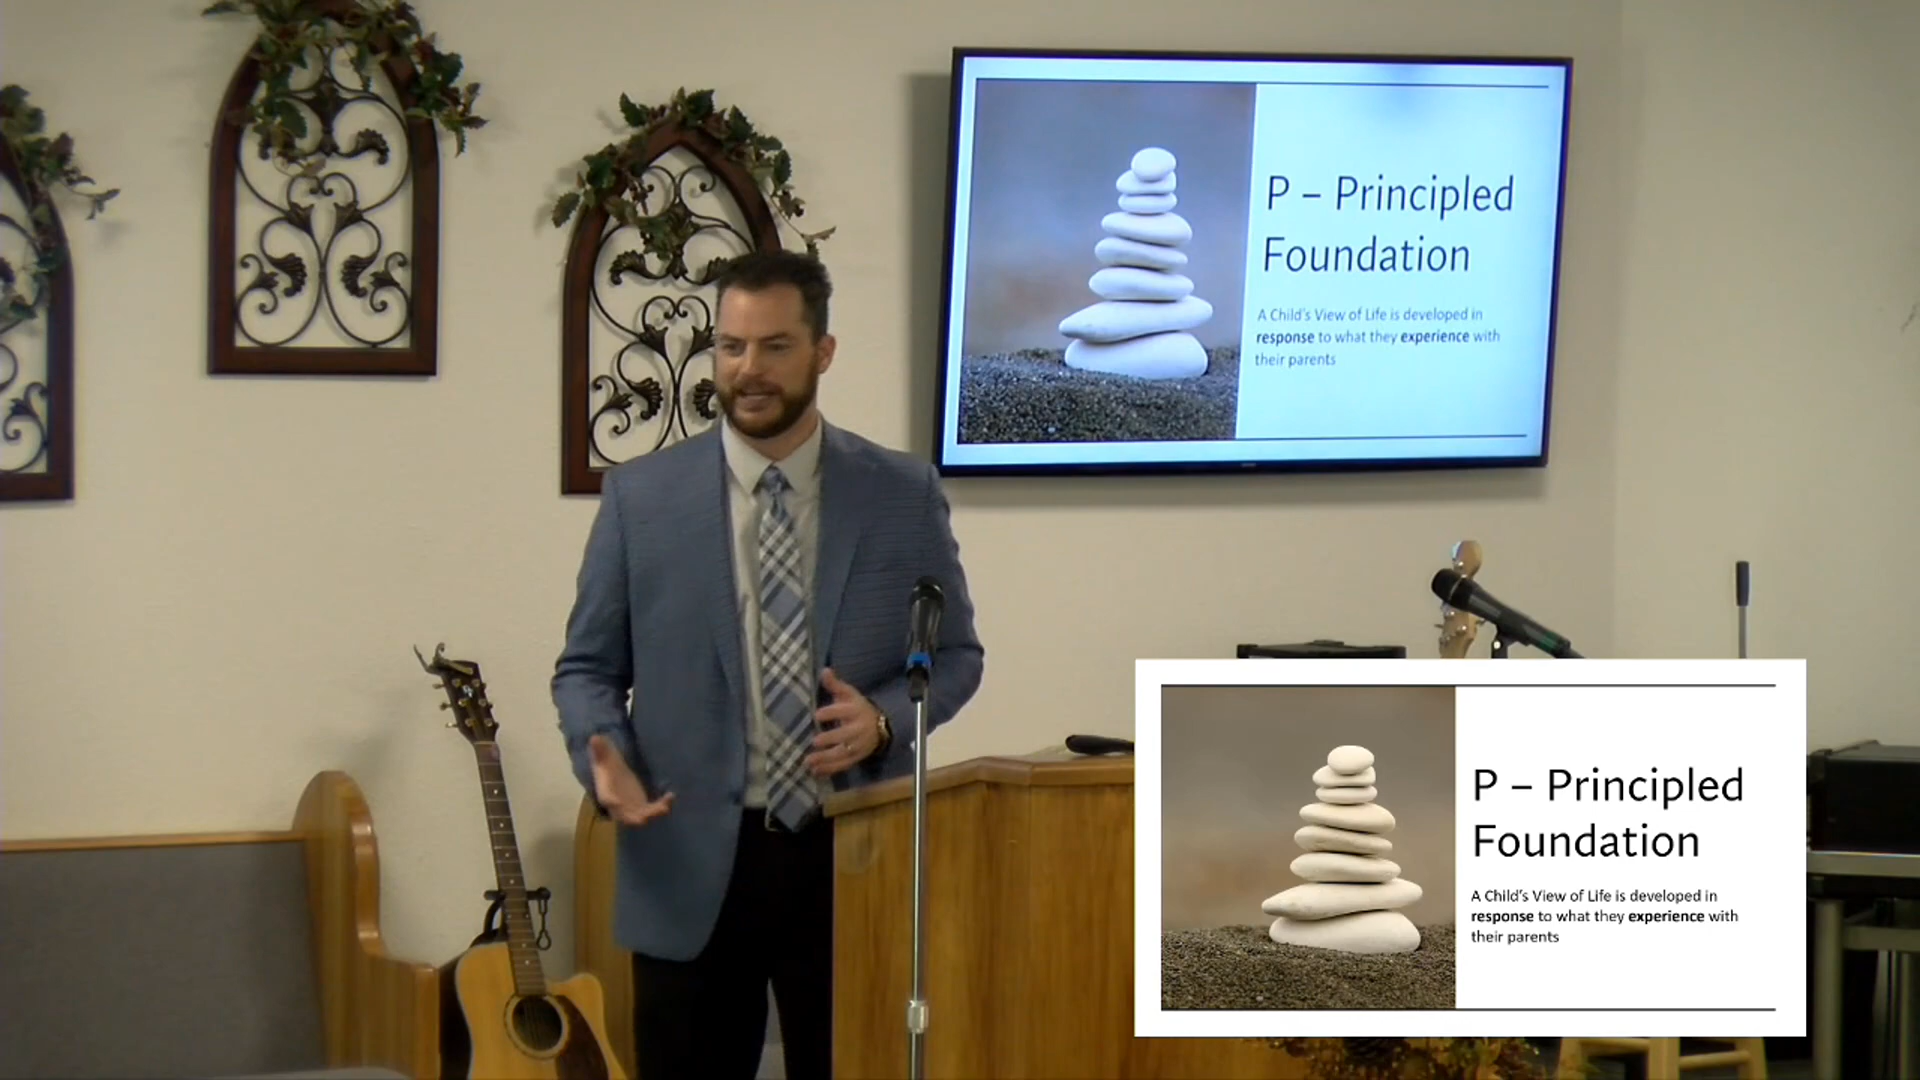 P – Principled
Foundation
A Child's View of Life is developed in
response to what they experience with
their parents
P – Principled
Foundation
A Child's View of Life is developed in
response to what they experience with
their parents